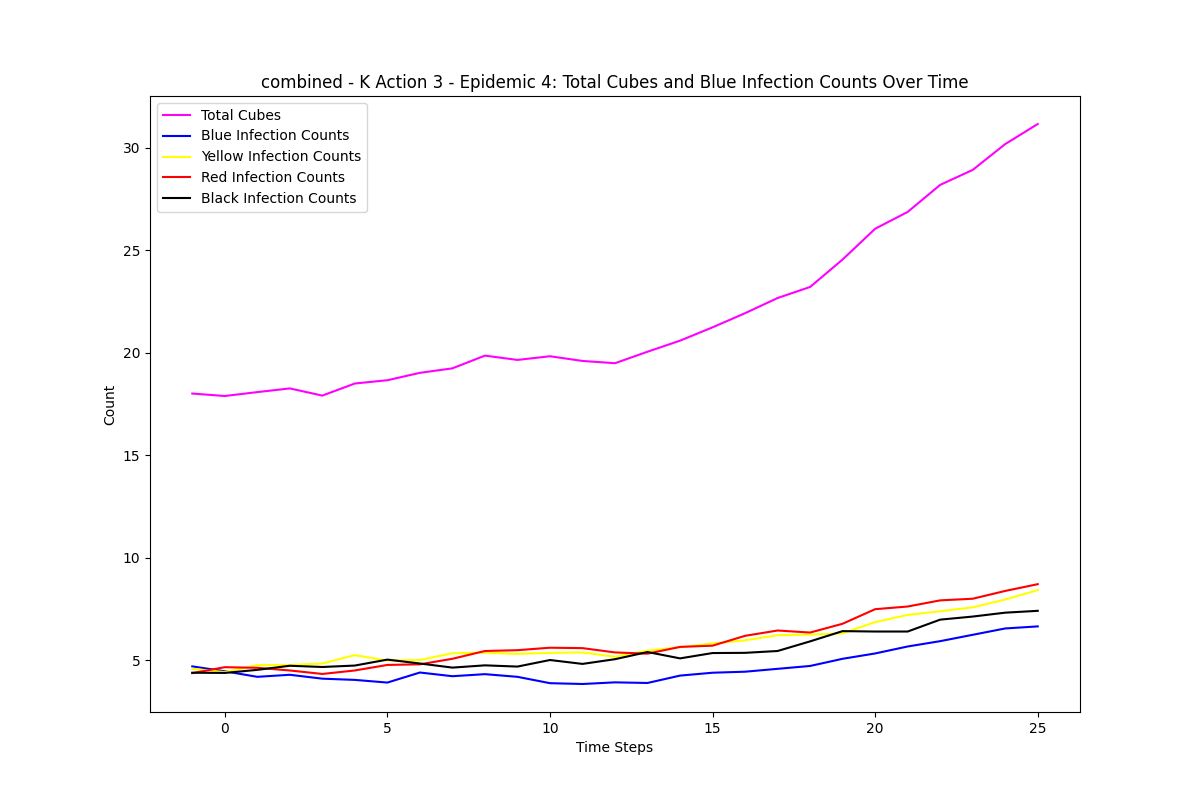 combined - K Action 3 - Epidemic 4: Total Cubes and Blue Infection Counts Over Time
Total Cubes
Blue Infection Counts
Yellow Infection Counts
Red Infection Counts
Black Infection Counts
30
25
20
15
10
5
Count
0 5 10 15 20 25
Time Steps